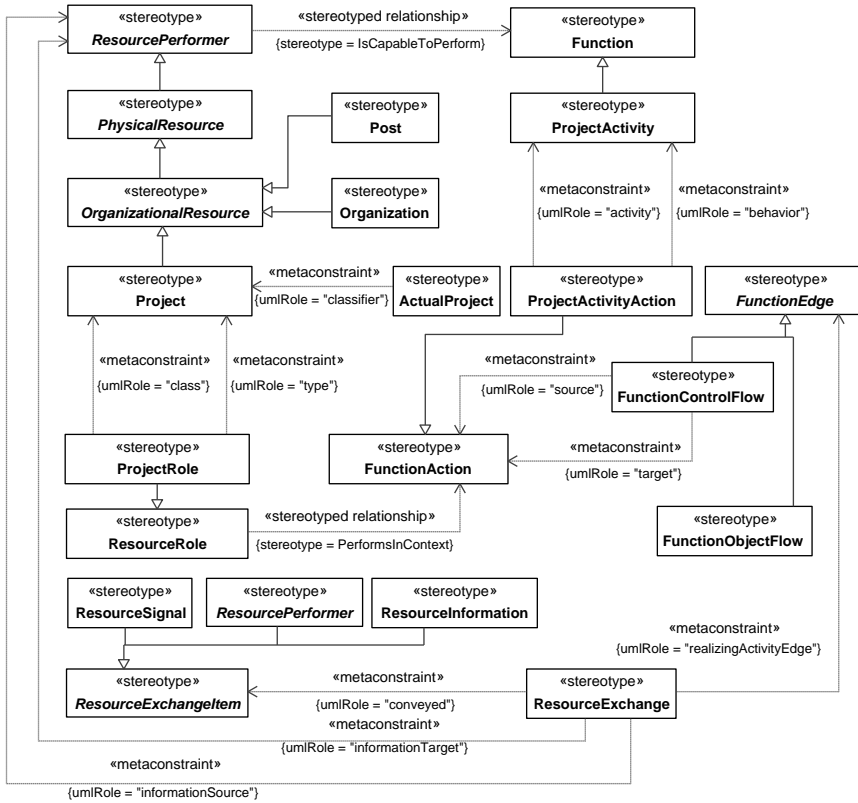 «stereotype»
ResourcePerformer
«stereotyped relationship»
{stereotype = IsCapableToPerform}
«stereotype»
Function
«stereotype»
PhysicalResource
«stereotype»
Post
«stereotype»
ProjectActivity
«stereotype»
OrganizationalResource
«stereotype»
Organization
«metaconstraint»
{umlRole = "activity"}
«metaconstraint»
{umlRole = "behavior"}
«stereotype»
Project
«metaconstraint»
{umlRole = "classifier"}
«stereotype»
ActualProject
«stereotype»
ProjectActivityAction
«stereotype»
FunctionEdge
«metaconstraint»
{umlRole = "class"}
«metaconstraint»
{umlRole = "type"}
«metaconstraint»
{umlRole = "source"}
«stereotype»
FunctionControlFlow
«stereotype»
ProjectRole
«stereotype»
FunctionAction
«metaconstraint»
{umlRole = "target"}
«stereotype»
ResourceRole
«stereotyped relationship»
{stereotype = PerformsInContext}
«stereotype»
FunctionObjectFlow
«stereotype»
ResourceSignal
«stereotype»
ResourcePerformer
«stereotype»
ResourceInformation
«metaconstraint»
{umlRole = "realizingActivityEdge"}
«stereotype»
ResourceExchangeItem
«metaconstraint»
{umlRole = "conveyed"}
«stereotype»
ResourceExchange
«metaconstraint»
{umlRole = "informationTarget"}
«metaconstraint»
{umlRole = "informationSource"}